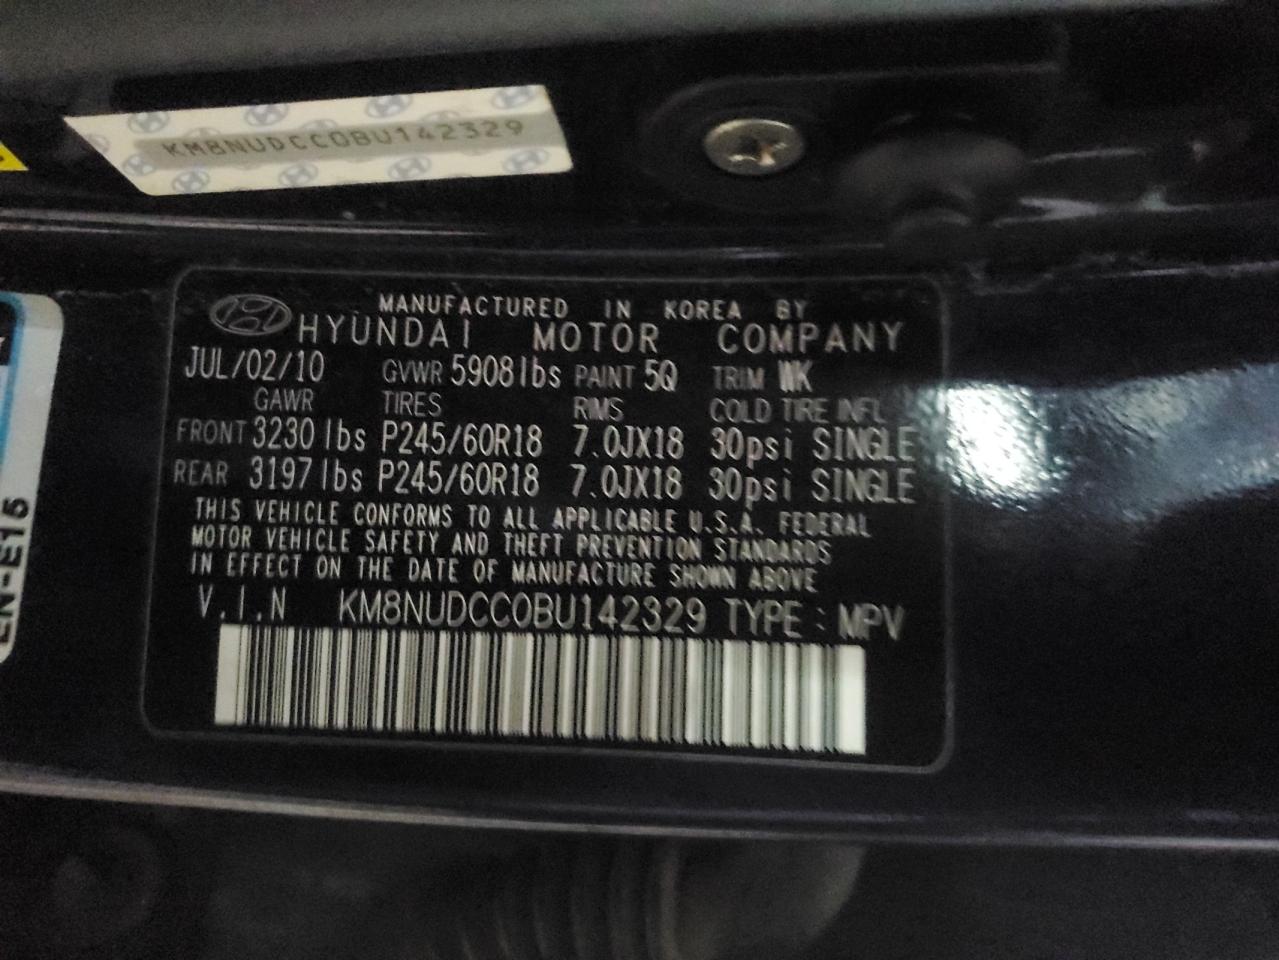 KM8NUDCC0BU142329
MANUFACTURED IN KOREA BY
HYUNDAI MOTOR COMPANY
JUL/02/10 GVWR 5908lbs PAINT 5Q TRIM WK
GAWR TIRES RIMS COLD TIRE INFL
FRONT 3230lbs P245/60R18 7.0JX18 30psi SINGLE
REAR 3197lbs P245/60R18 7.0JX18 30psi SINGLE
THIS VEHICLE CONFORMS TO ALL APPLICABLE U.S.A. FEDERAL
MOTOR VEHICLE SAFETY AND THEFT PREVENTION STANDARDS
IN EFFECT ON THE DATE OF MANUFACTURE SHOWN ABOVE
V.I.N KM8NUDCC0BU142329 TYPE : MPV
EN-E15